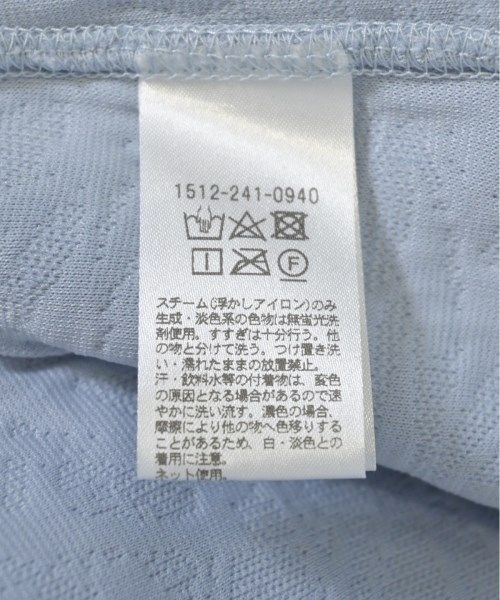 1512-241-0940
F
スチーム(浮かしアイロン)のみ
生成・淡色系の色物は無蛍光洗
剤使用。すすぎは十分行う。他
の物と分けて洗う。つけ置き洗
い・濡れたままの放置禁止。
汗・飲料水等の付着物は、変色
の原因となる場合があるので速
やかに洗い流す。濃色の場合、
摩擦により他の物へ色移りする
ことがあるため、白・淡色との
着用に注意。
ネット使用。